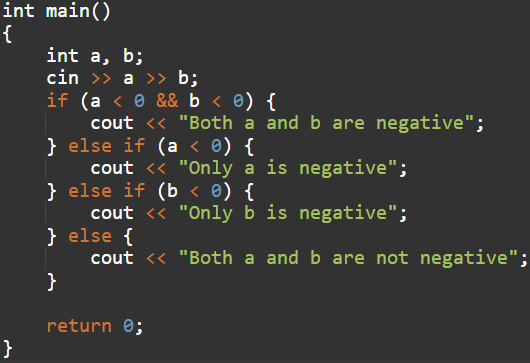 int main()
{
    int a, b;
    cin >> a >> b;
    if (a < 0 && b < 0) {
        cout << "Both a and b are negative";
    } else if (a < 0) {
        cout << "Only a is negative";
    } else if (b < 0) {
        cout << "Only b is negative";
    } else {
        cout << "Both a and b are not negative";
    }

    return 0;
}